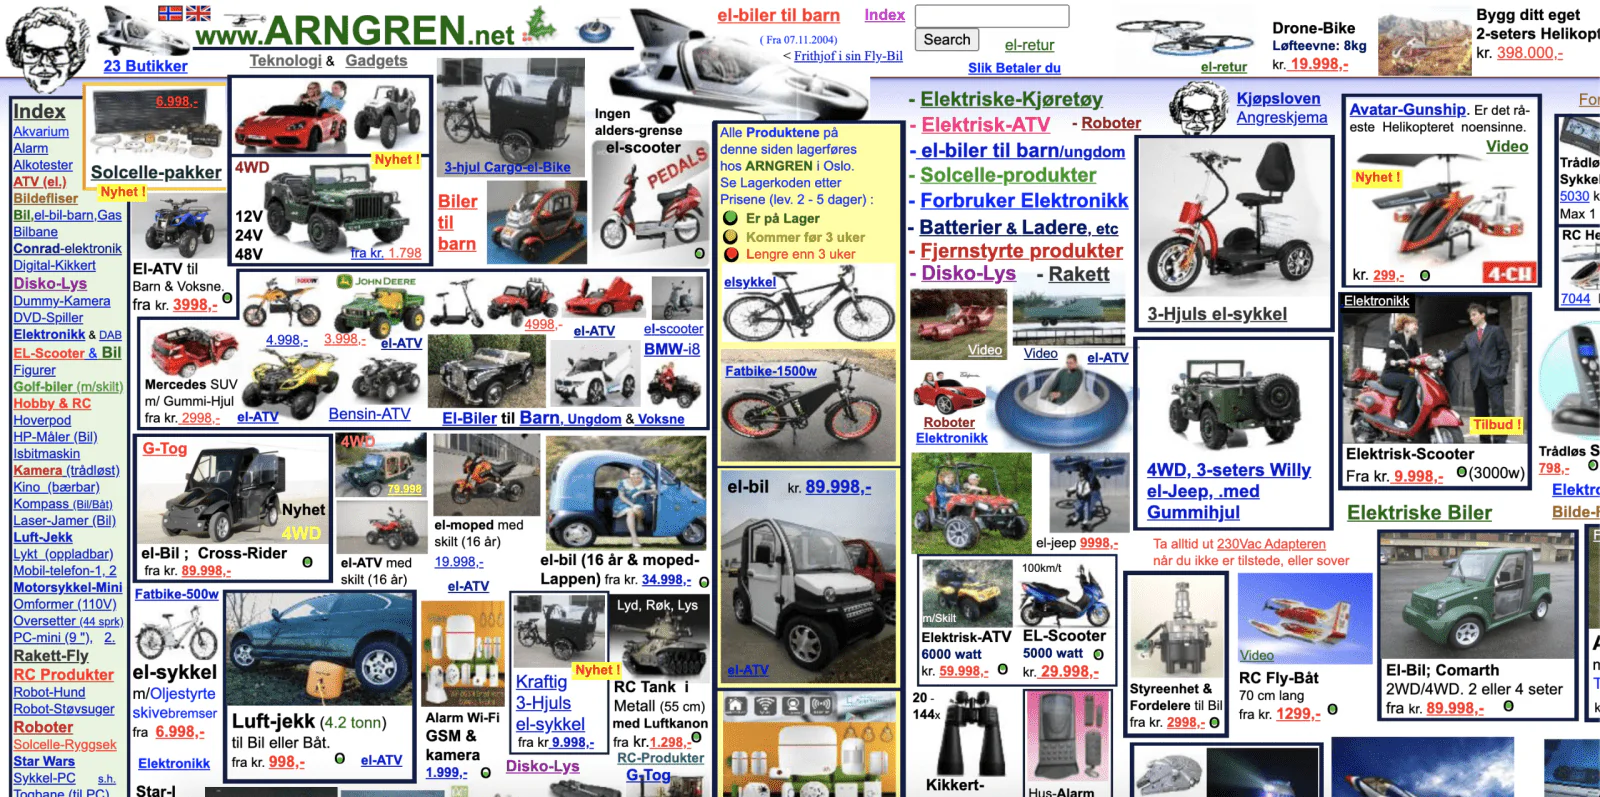 www.ARNGREN.net
23 Butikker
Teknologi & Gadgets
el-biler til barn
( Fra 07.11.2004)
Index
< Frithjof i sin Fly-Bil
Search
el-retur
Slik Betaler du
el-retur
Drone-Bike
Løfteevne: 8kg
kr. 19.998,-
Bygg ditt eget
2-seters Helikopt
kr. 398.000,-
Index
Akvarium
Alarm
Alkotester
ATV (el.)
Bildefliser
Bil,el-bil-barn,Gas
Bilbane
Conrad-elektronik
Digital-Kikkert
Disko-Lys
Dummy-Kamera
DVD-Spiller
Elektronikk & DAB
EL-Scooter & Bil
Figurer
Golf-biler (m/skilt)
Hobby & RC
Hoverpod
HP-Måler (Bil)
Isbitmaskin
Kamera (trådløst)
Kino (bærbar)
Kompass (Bil/Båt)
Laser-Jamer (Bil)
Luft-Jekk
Lykt (oppladbar)
Mobil-telefon-1, 2
Motorsykkel-Mini
Omformer (110V)
Oversetter (44 sprk)
PC-mini (9 "), 2.
Rakett-Fly
RC Produkter
Robot-Hund
Robot-Støvsuger
Roboter
Solcelle-Ryggsek
Star Wars
Sykkel-PC s.h.
Togbane (til PC)
6.998,-
Solcelle-pakker
Nyhet !
El-ATV til
Barn & Voksne.
fra kr. 3998,-
4WD
Nyhet !
12V
24V
48V
fra kr. 1.798
3-hjul Cargo-el-Bike
Biler
til
barn
Ingen
alders-grense
el-scooter
PEDALS
Alle Produktene på
denne siden lagerføres
hos ARNGREN i Oslo.
Se Lagerkoden etter
Prisene (lev. 2 - 5 dager) :
Er på Lager
Kommer før 3 uker
Lengre enn 3 uker
elsykkel
Fatbike-1500w
el-bil kr. 89.998,-
- Elektriske-Kjøretøy
- Elektrisk-ATV - Roboter
- el-biler til barn/ungdom
- Solcelle-produkter
- Forbruker Elektronikk
- Batterier & Ladere, etc
- Fjernstyrte produkter
- Disko-Lys - Rakett
Video
Video
el-ATV
Roboter
Elektronikk
el-jeep 9998,-
Kjøpsloven
Angreskjema
3-Hjuls el-sykkel
4WD, 3-seters Willy
el-Jeep, .med
Gummihjul
Ta alltid ut 230Vac Adapteren
når du ikke er tilstede, eller sover
Avatar-Gunship. Er det rå-
este Helikopteret noensinne.
Video
Nyhet !
kr. 299,-
4-CH
Elektronikk
Tilbud !
Elektrisk-Scooter
Fra kr. 9.998,- (3000w)
Elektriske Biler
For
Trådløs
Sykkel
5030 k
Max 1
RC He
7044
Trådløs S
798,-
Elektro
Bilde-F
JOHN DEERE
4.998,-
3.998,-
el-ATV
4998,-
el-ATV
el-scooter
BMW-i8
Mercedes SUV
m/ Gummi-Hjul
fra kr. 2998,-
el-ATV
Bensin-ATV
El-Biler til Barn, Ungdom & Voksne
G-Tog
Nyhet
4WD
el-Bil ; Cross-Rider
fra kr. 89.998,-
4WD
79.998
el-ATV med
skilt (16 år)
el-moped med
skilt (16 år)
19.998,-
el-ATV
el-bil (16 år & moped-
Lappen) fra kr. 34.998,-
Fatbike-500w
el-sykkel
m/Oljestyrte
skivebremser
fra 6.998,-
Elektronikk
Luft-jekk (4.2 tonn)
til Bil eller Båt.
fra kr. 998,-
el-ATV
Alarm Wi-Fi
GSM &
kamera
1.999,-
Nyhet !
Kraftig
3-Hjuls
el-sykkel
fra kr 9.998,-
Disko-Lys
Lyd, Røk, Lys
RC Tank i
Metall (55 cm)
med Luftkanon
fra kr.1.298,-
RC-Produkter
G-Tog
el-ATV
m/Skilt
100km/t
Elektrisk-ATV
6000 watt
kr. 59.998,-
EL-Scooter
5000 watt
kr. 29.998,-
20 -
144x
Kikkert-
Hus-Alarm
Styreenhet &
Fordelere til Bil
fra kr. 2998,-
Video
RC Fly-Båt
70 cm lang
fra kr. 1299,-
El-Bil; Comarth
2WD/4WD. 2 eller 4 seter
fra kr. 89.998,-
Star-I